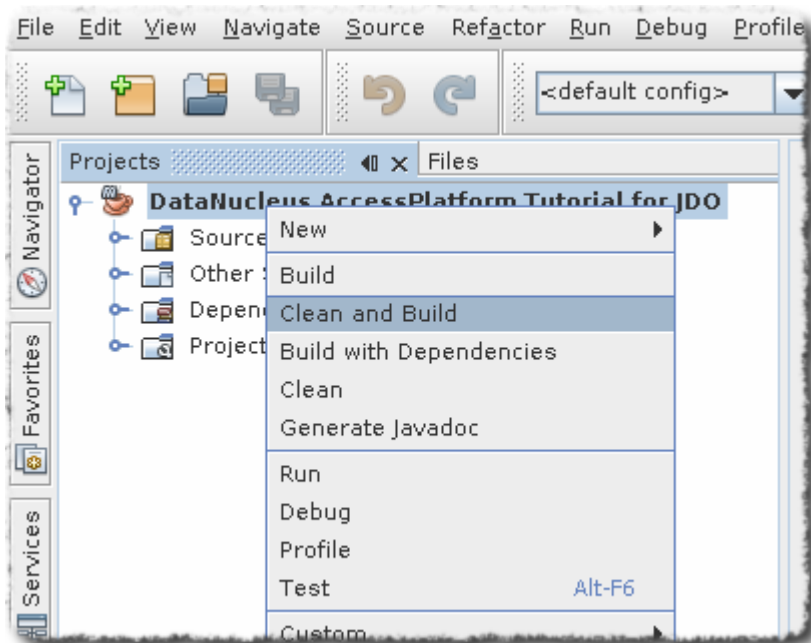 File Edit View Navigate Source Refactor Run Debug Profile
<default config>
Projects
Files
Navigator
Favorites
Services
DataNucleus AccessPlatform Tutorial for JDO
Source
Other
Depen
Project
New
Build
Clean and Build
Build with Dependencies
Clean
Generate Javadoc
Run
Debug
Profile
Test Alt-F6
Custom